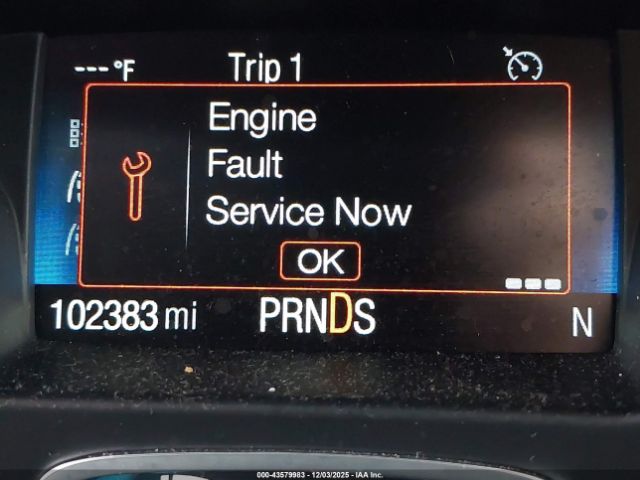 ---°F Trip 1
Engine
Fault
Service Now
OK
102383 mi PRNDS N
000-43579983 - 12/03/2025 - IAA Inc.